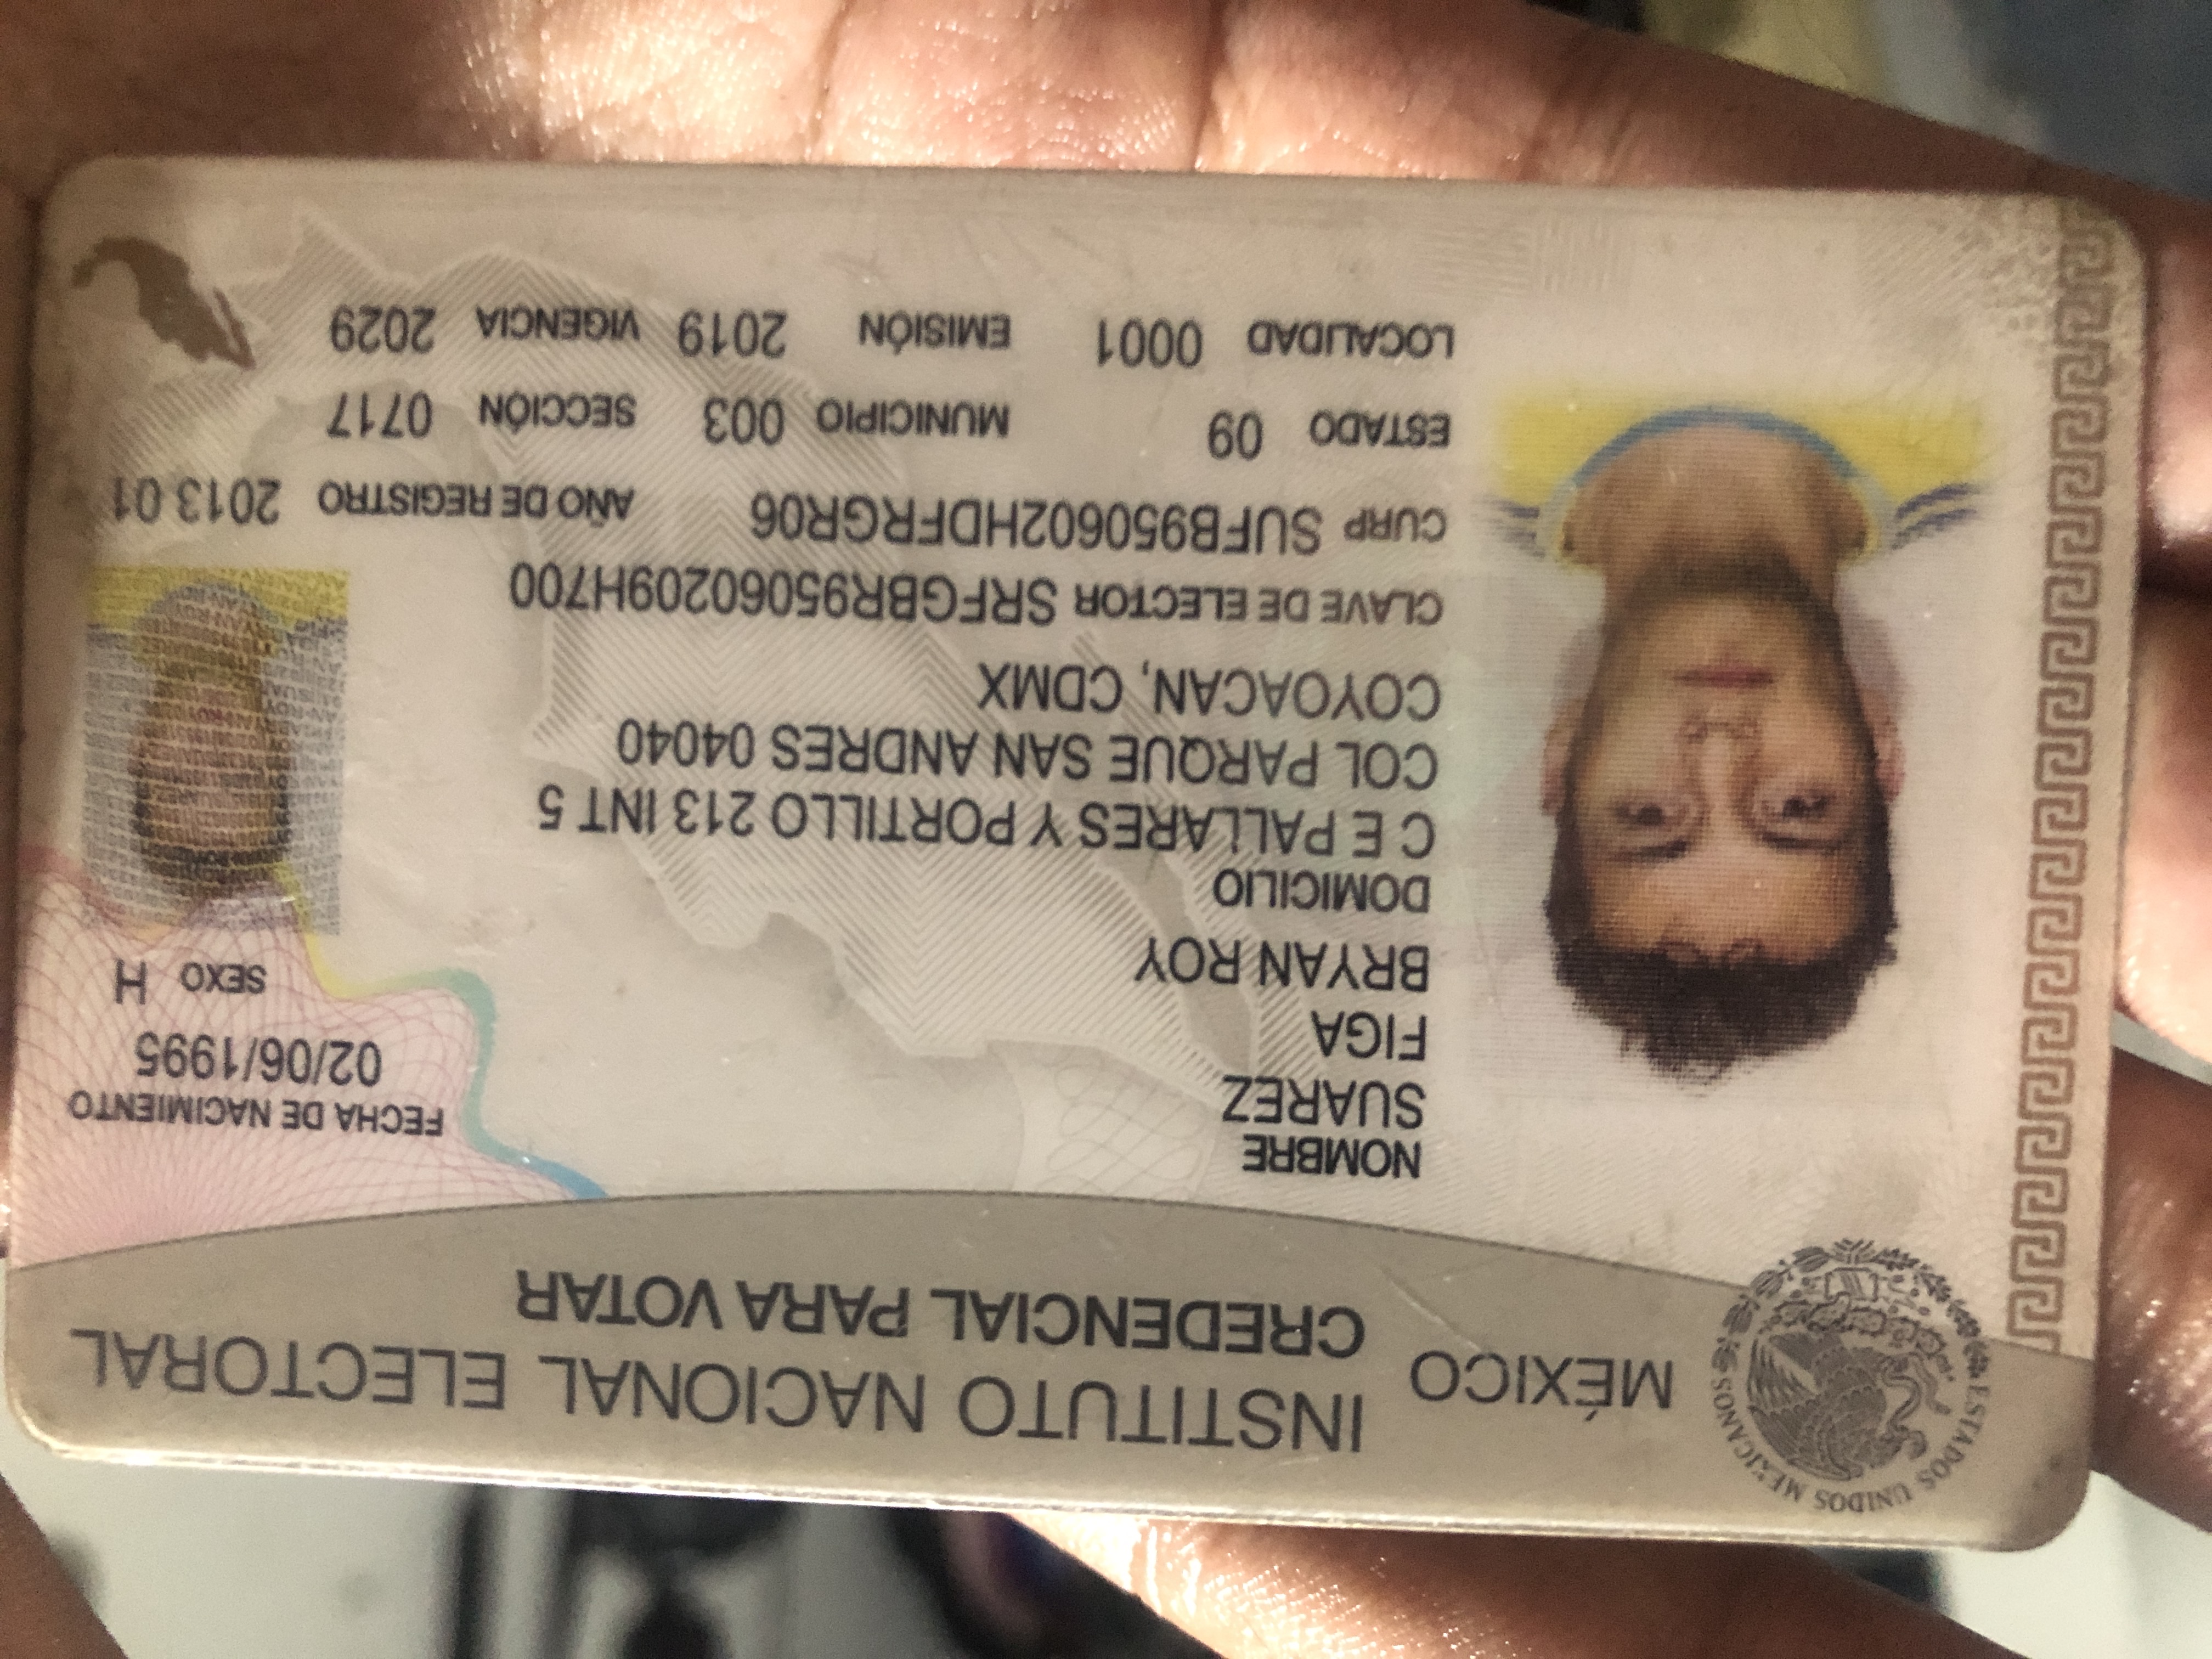 MÉXICO
INSTITUTO NACIONAL ELECTORAL
CREDENCIAL PARA VOTAR
ESTADOS UNIDOS MEXICANOS
NOMBRE
SUAREZ
FIGA
BRYAN ROY
FECHA DE NACIMIENTO
02/06/1995
SEXO H
DOMICILIO
C E PALLARES Y PORTILLO 213 INT 5
COL PARQUE SAN ANDRES 04040
COYOACAN, CDMX
CLAVE DE ELECTOR SRFGBR95060209H700
CURP SUFB950602HDFRGR06 AÑO DE REGISTRO 2013 01
ESTADO 09 MUNICIPIO 003 SECCIÓN 0717
LOCALIDAD 0001 EMISIÓN 2019 VIGENCIA 2029